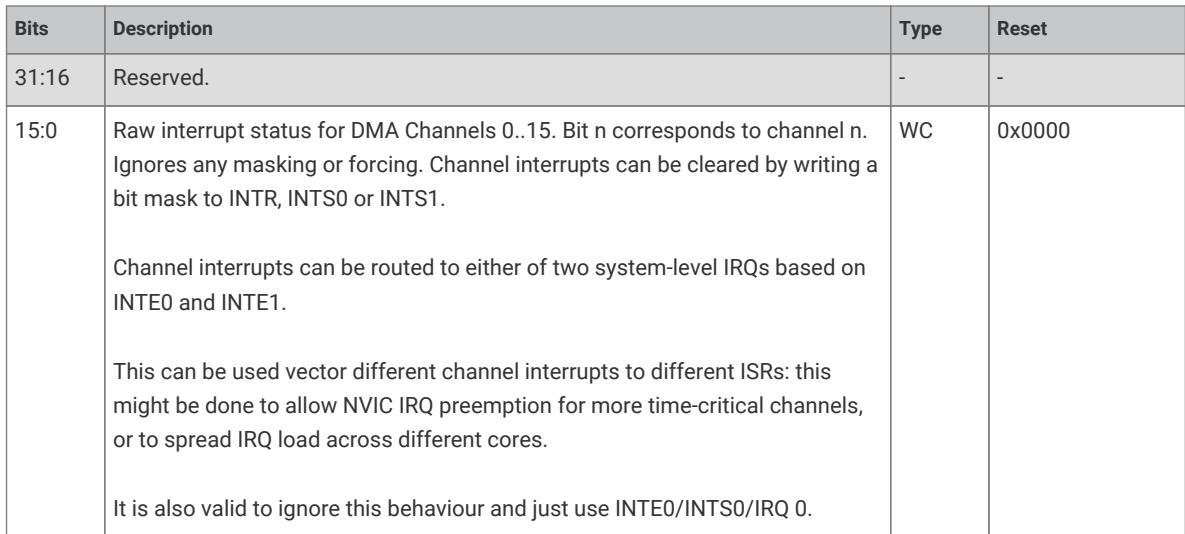 Bits Description Type Reset
31:16 Reserved. - -
15:0 Raw interrupt status for DMA Channels 0..15. Bit n corresponds to channel n. WC 0x0000
Ignores any masking or forcing. Channel interrupts can be cleared by writing a
bit mask to INTR, INTS0 or INTS1.
Channel interrupts can be routed to either of two system-level IRQs based on
INTE0 and INTE1.
This can be used vector different channel interrupts to different ISRs: this
might be done to allow NVIC IRQ preemption for more time-critical channels,
or to spread IRQ load across different cores.
It is also valid to ignore this behaviour and just use INTE0/INTS0/IRQ 0.